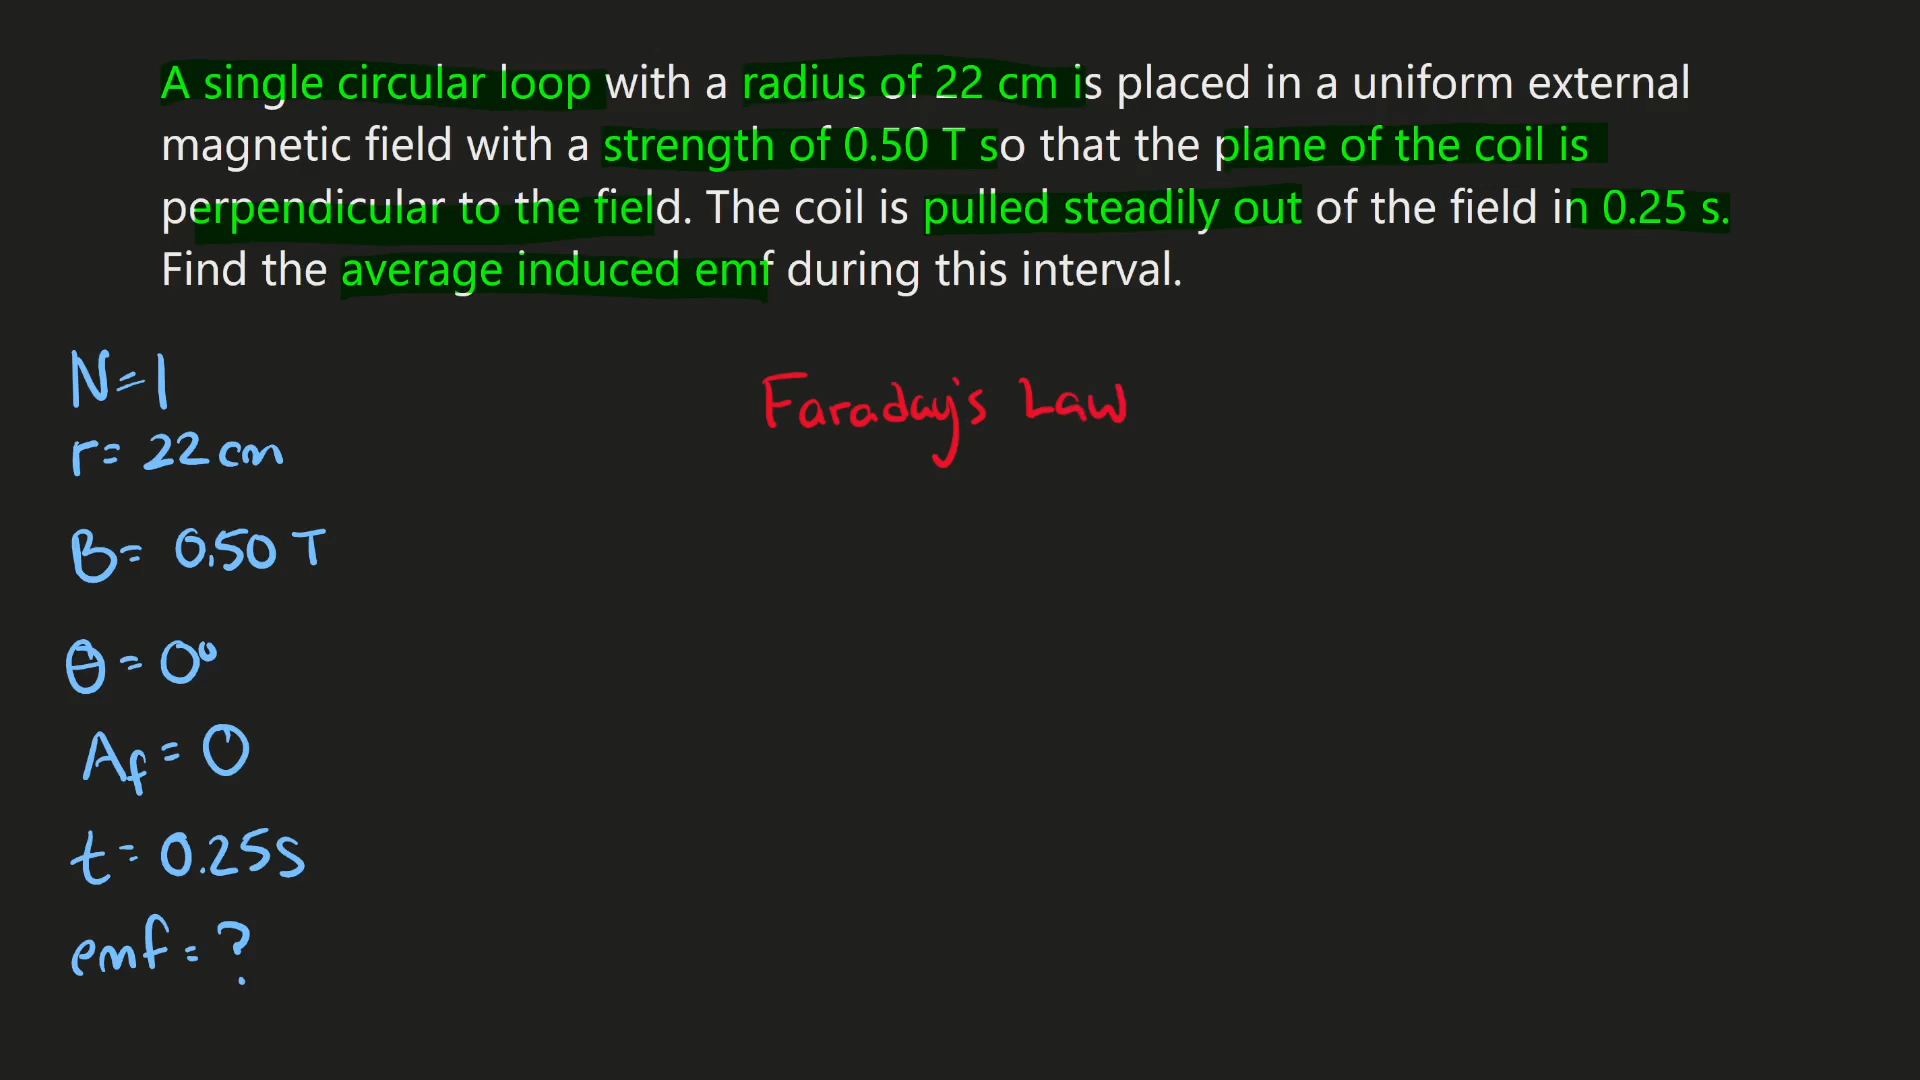 A single circular loop with a radius of 22 cm is placed in a uniform external
magnetic field with a strength of 0.50 T so that the plane of the coil is
perpendicular to the field. The coil is pulled steadily out of the field in 0.25 s.
Find the average induced emf during this interval.
N=1
Faraday's Law
r= 22 cm
B= 0.50 T
θ = 0°
Af = 0
t= 0.25s
emf = ?